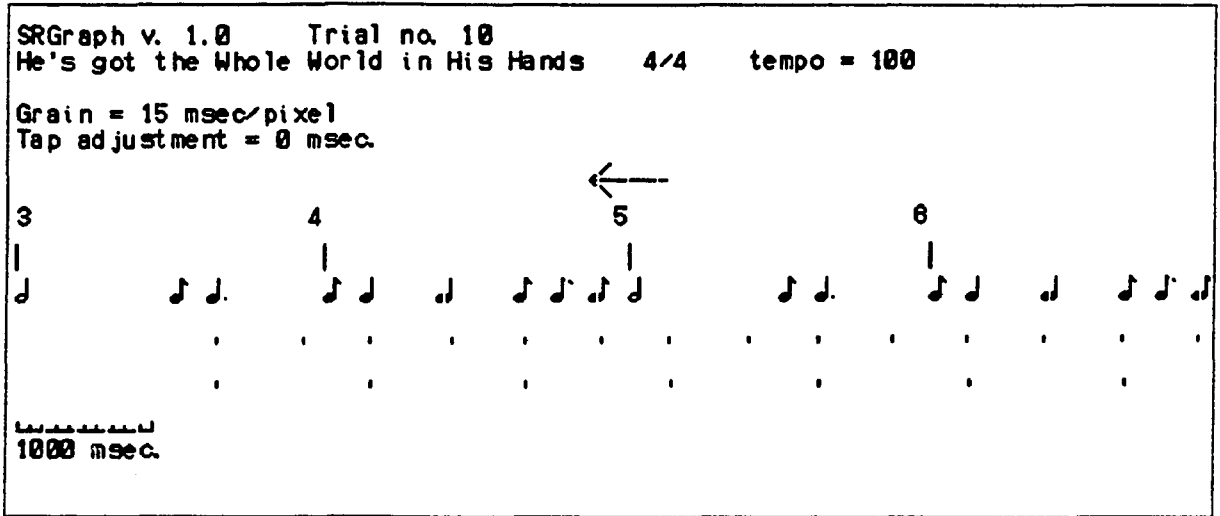 SRGraph v. 1.0 Trial no. 10
He's got the Whole World in His Hands 4/4 tempo = 100
Grain = 15 msec/pixel
Tap adjustment = 0 msec.
3 4 5 6
1000 msec.